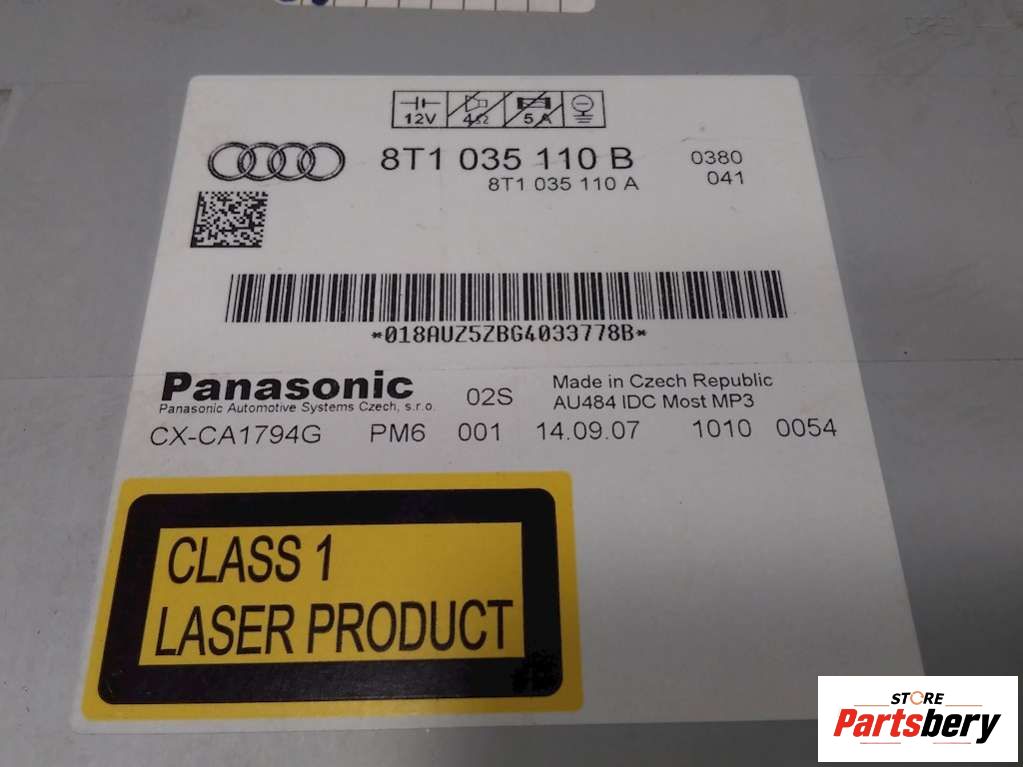 12V 4Ω 5A
8T1 035 110 B 0380
8T1 035 110 A 041
*018AUZ5ZBG4033778B*
Panasonic 02S Made in Czech Republic
Panasonic Automotive Systems Czech, s.r.o. AU484 IDC Most MP3
CX-CA1794G PM6 001 14.09.07 1010 0054
CLASS 1
LASER PRODUCT
STORE
Partsbery